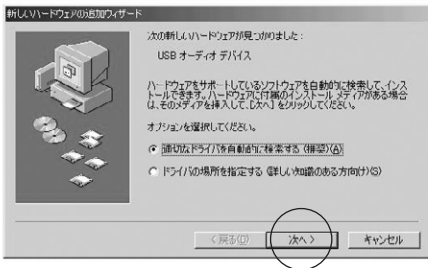 新しいハードウェアの追加ウィザード
次の新しいハードウェアが見つかりました:
USB オーディオ デバイス
ハードウェアをサポートしているソフトウェアを自動的に検索して、インス
トールできます。ハードウェアに付属のインストール メディアがある場合
は、そのメディアを挿入して、[次へ] をクリックしてください。
オプションを選択してください。
適切なドライバを自動的に検索する (推奨)(A)
ドライバの場所を指定する (詳しい知識のある方向け)(S)
< 戻る(B)
次へ >
キャンセル